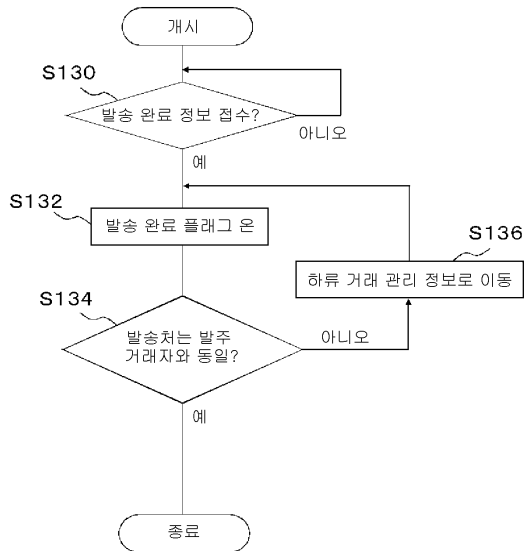 개시
S130
발송 완료 정보 접수?
아니오
예
S132
발송 완료 플래그 온
S136
하류 거래 관리 정보로 이동
S134
발송처는 발주
거래자와 동일?
아니오
예
종료